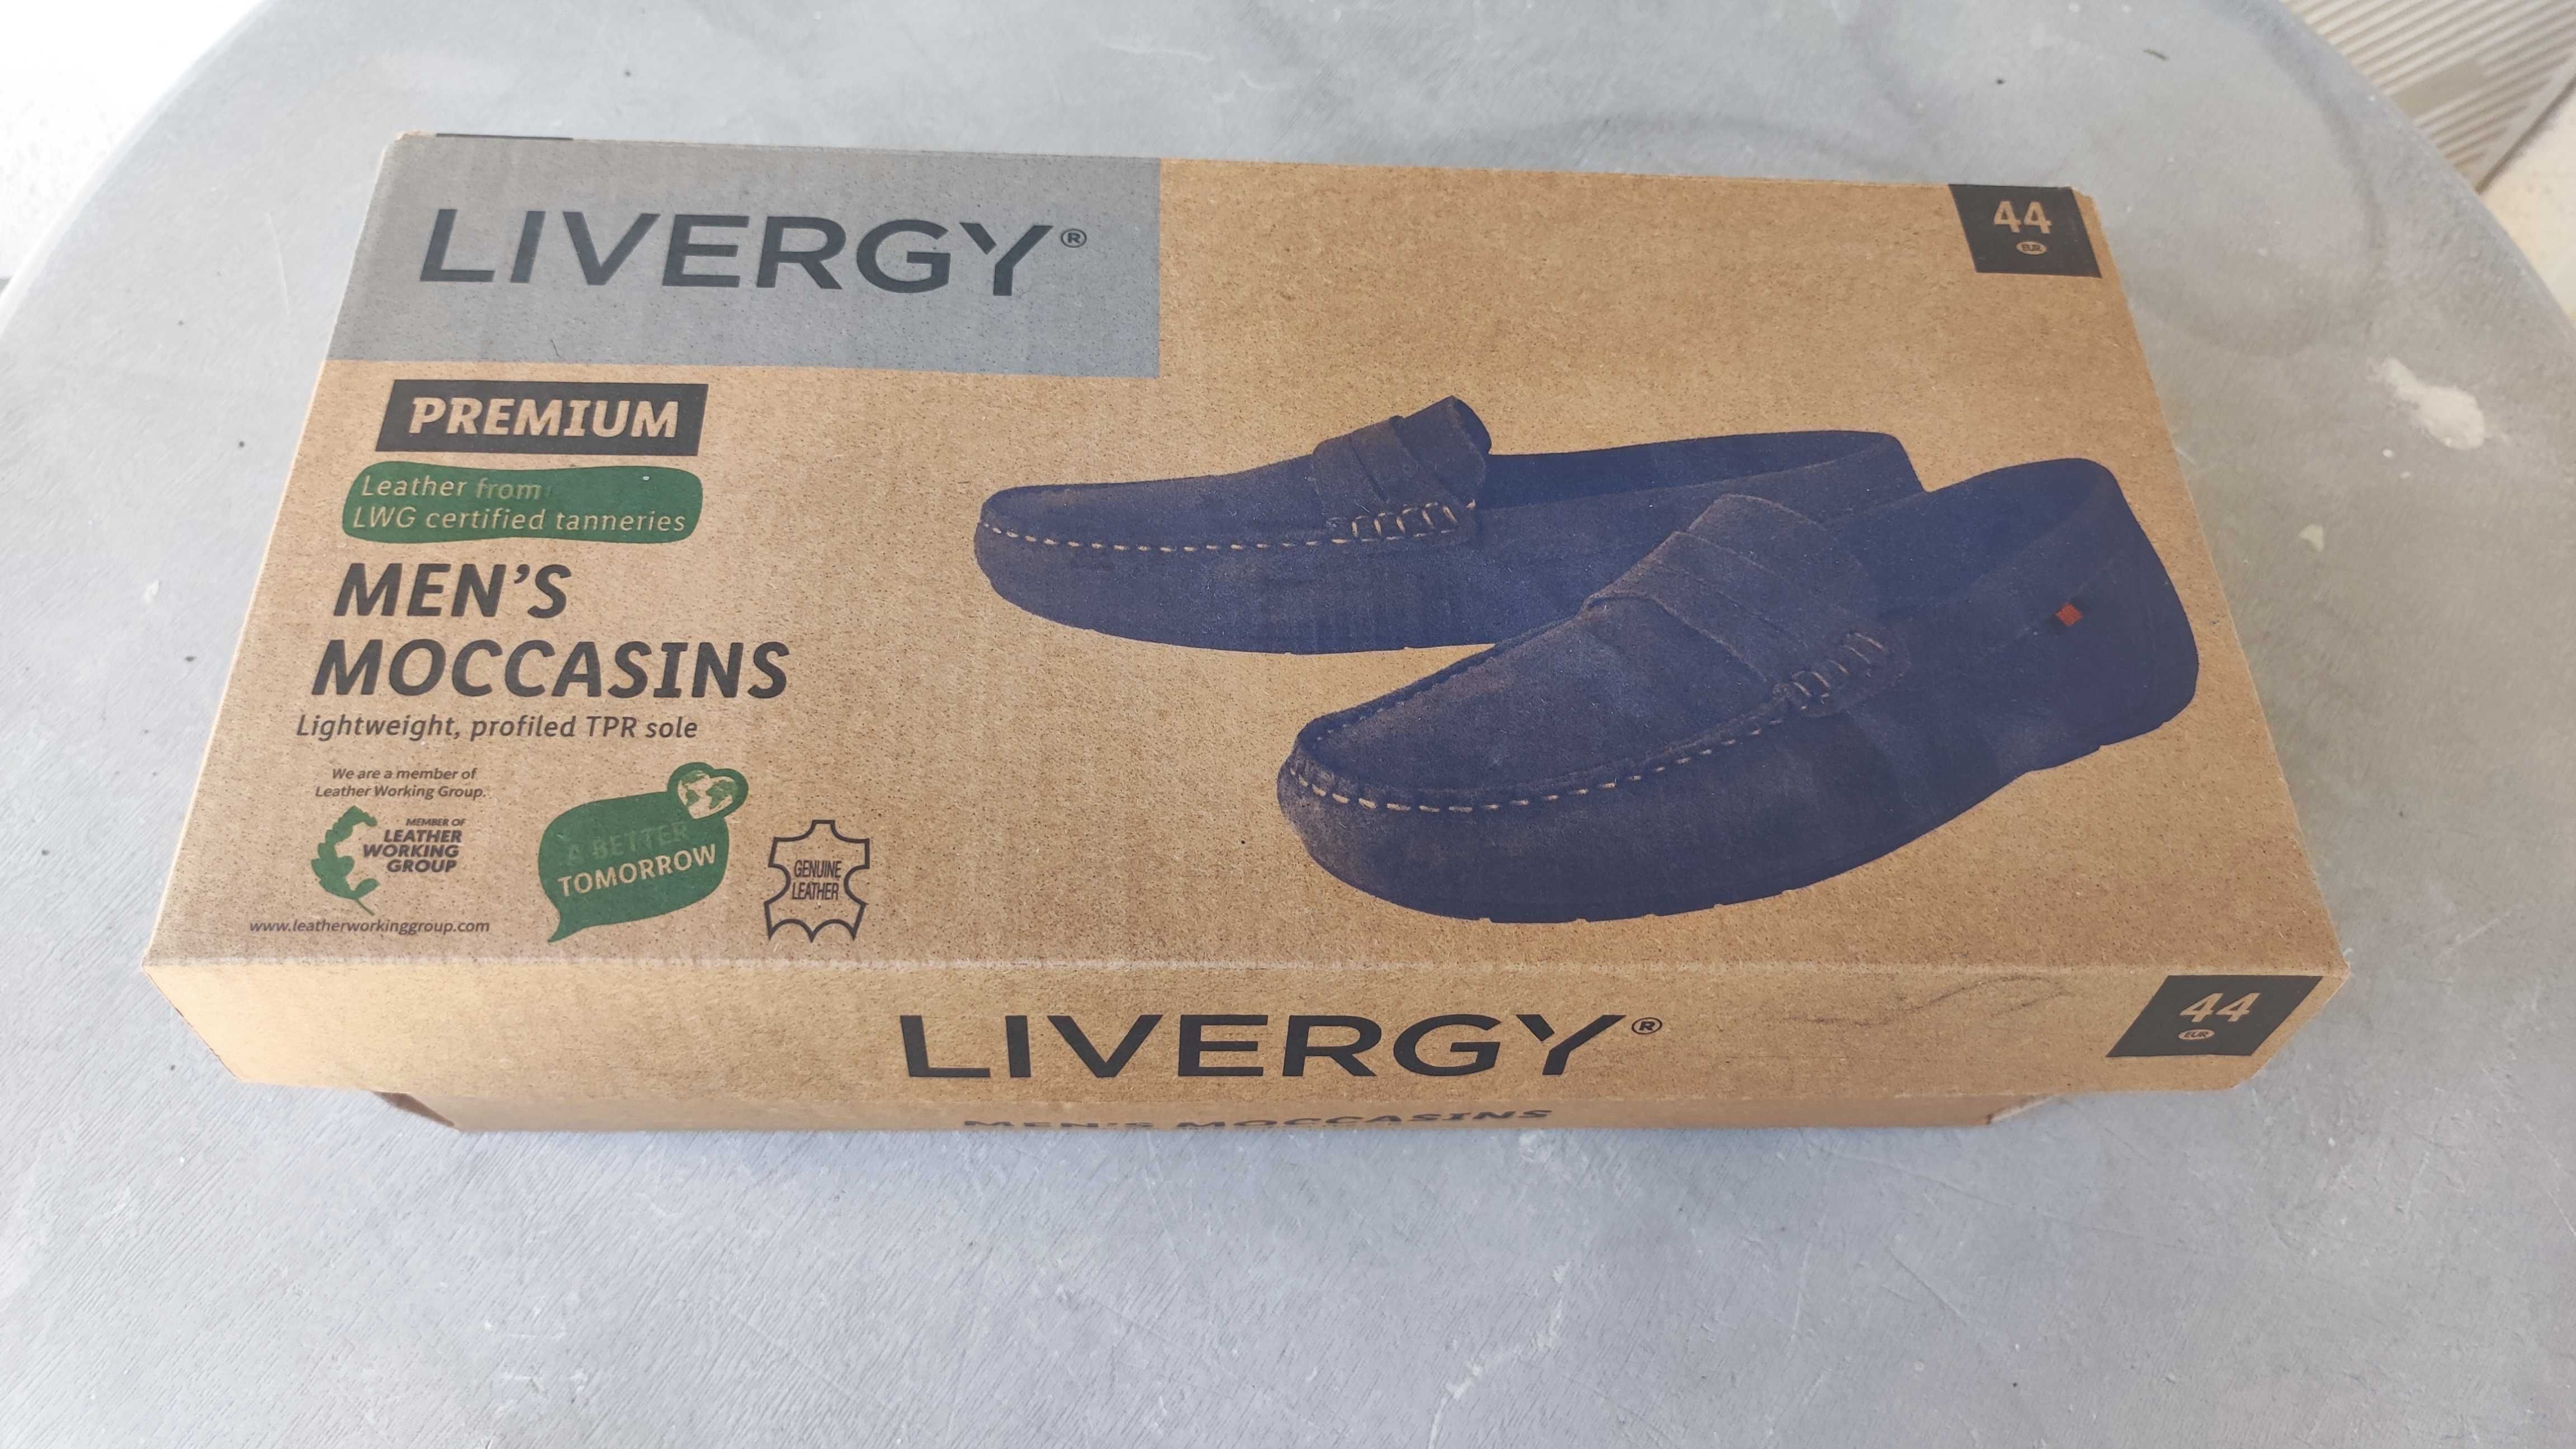 LIVERGY®
44
EUR
PREMIUM
Leather from
LWG certified tanneries
MEN'S
MOCCASINS
Lightweight, profiled TPR sole
We are a member of
Leather Working Group.
MEMBER OF
LEATHER
WORKING
GROUP
www.leatherworkinggroup.com
A BETTER
TOMORROW
GENUINE
LEATHER
LIVERGY®
44
EUR
MEN'S MOCCASINS